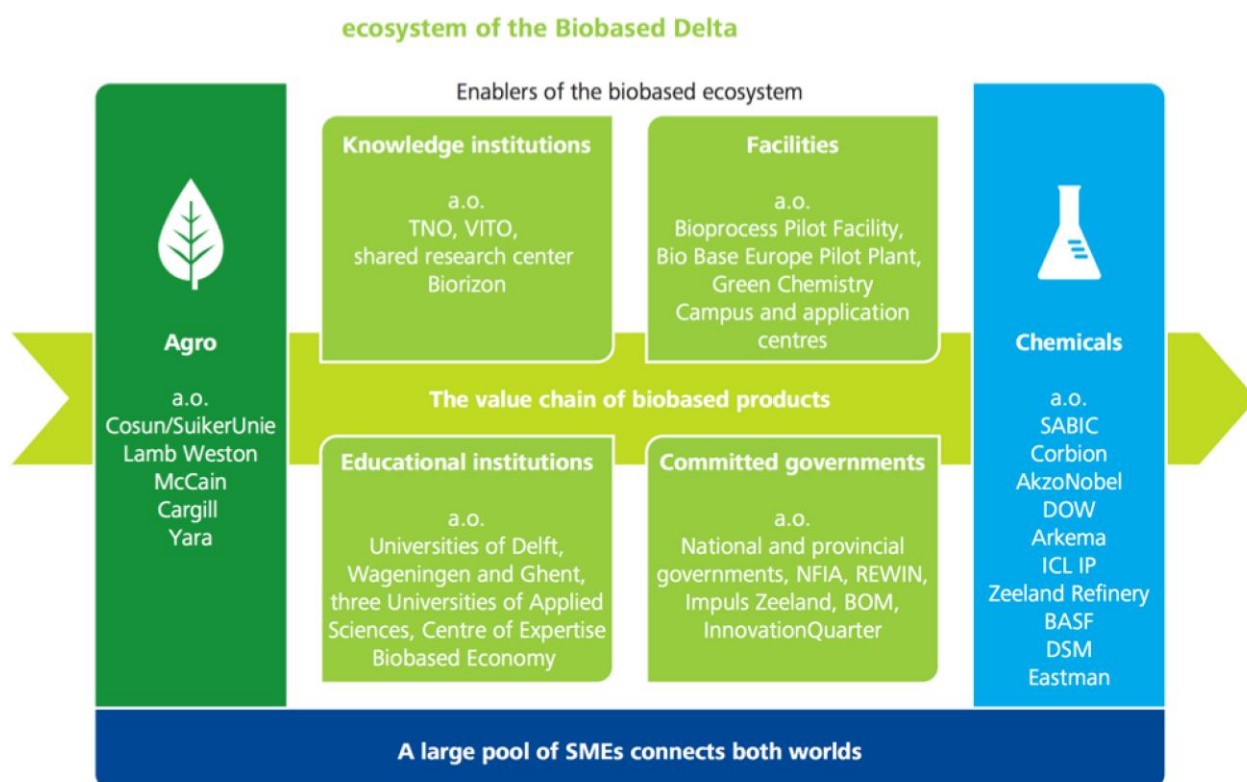 ecosystem of the Biobased Delta
Enablers of the biobased ecosystem
Agro
a.o.
Cosun/SuikerUnie
Lamb Weston
McCain
Cargill
Yara
Knowledge institutions
a.o.
TNO, VITO,
shared research center
Biorizon
Facilities
a.o.
Bioprocess Pilot Facility,
Bio Base Europe Pilot Plant,
Green Chemistry
Campus and application
centres
The value chain of biobased products
Educational institutions
a.o.
Universities of Delft,
Wageningen and Ghent,
three Universities of Applied
Sciences, Centre of Expertise
Biobased Economy
Committed governments
a.o.
National and provincial
governments, NFIA, REWIN,
Impuls Zeeland, BOM,
InnovationQuarter
Chemicals
a.o.
SABIC
Corbion
AkzoNobel
DOW
Arkema
ICL IP
Zeeland Refinery
BASF
DSM
Eastman
A large pool of SMEs connects both worlds